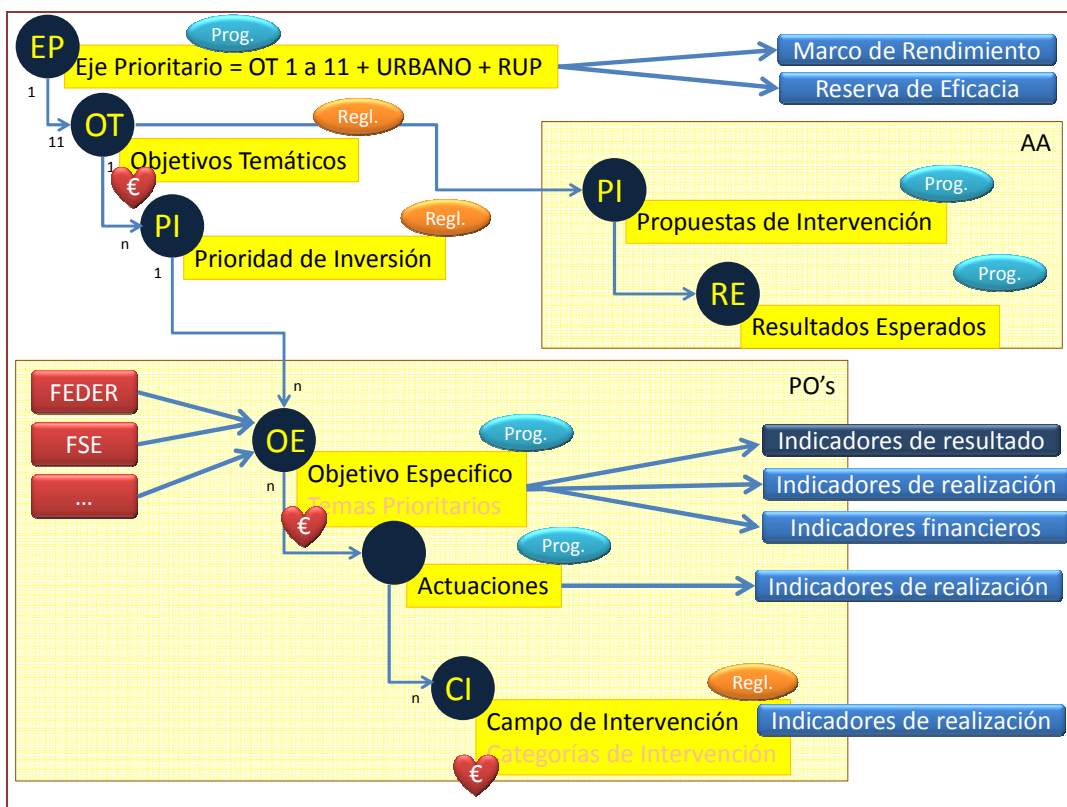 EP
Prog.
Eje Prioritario = OT 1 a 11 + URBANO + RUP
Marco de Rendimiento
Reserva de Eficacia
1
11
OT
Regl.
1
Objetivos Temáticos
€
n
PI
Regl.
Prioridad de Inversión
1
AA
PI
Prog.
Propuestas de Intervención
RE
Prog.
Resultados Esperados
PO's
n
FEDER
FSE
...
OE
Prog.
Objetivo Especifico
Temas Prioritarios
n
€
Indicadores de resultado
Indicadores de realización
Indicadores financieros
Prog.
Actuaciones
Indicadores de realización
n
CI
Regl.
Campo de Intervención
Categorías de Intervención
€
Indicadores de realización